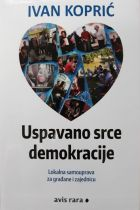 IVAN KOPRIĆ
Uspavano srce
demokracije
Lokalna samouprava
za građane i zajednicu
avis rara